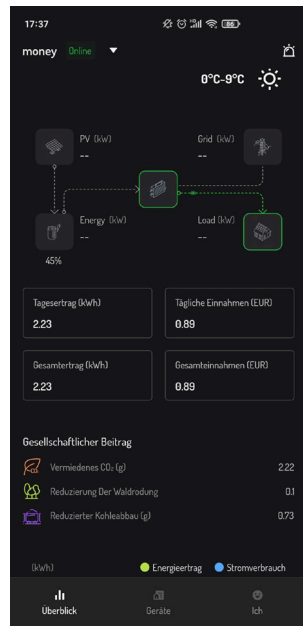 17:37
86
money Online
0°C-9°C
PV (kW)
--
Grid (kW)
--
Energy (kW)
--
Load (kW)
--
45%
Tagesertrag (kWh)
2.23
Tägliche Einnahmen (EUR)
0.89
Gesamtertrag (kWh)
2.23
Gesamteinnahmen (EUR)
0.89
Gesellschaftlicher Beitrag
Vermiedenes CO₂ (g) 2.22
Reduzierung Der Waldrodung 0.1
Reduzierter Kohleabbau (g) 0.73
(kWh) Energieertrag Stromverbrauch
Überblick Geräte Ich